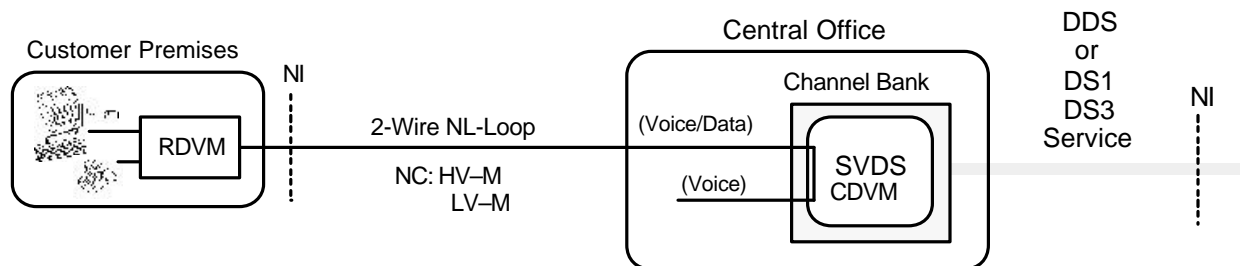 Customer Premises
RDVM
NI
2-Wire NL-Loop
NC: HV–M
LV–M
Central Office
Channel Bank
(Voice/Data)
(Voice)
SVDS
CDVM
DDS
or
DS1
DS3
Service
NI